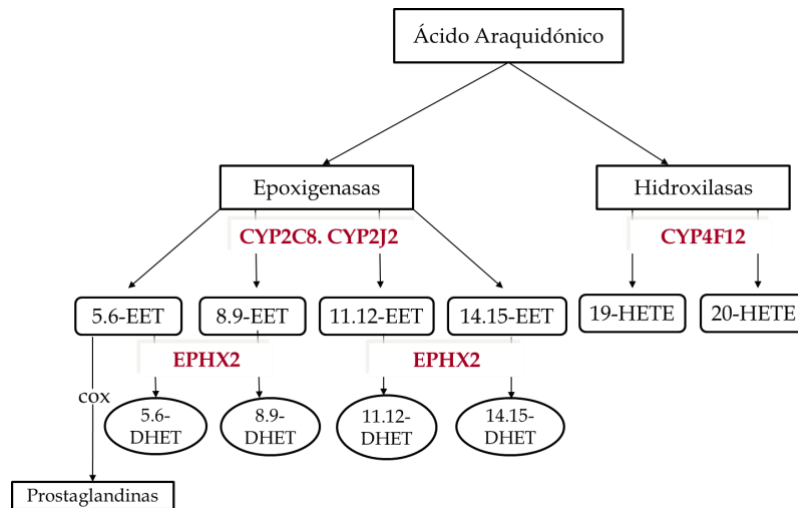 Ácido Araquidónico
Epoxigenasas
Hidroxilasas
CYP2C8. CYP2J2
CYP4F12
5.6-EET
8.9-EET
11.12-EET
14.15-EET
19-HETE
20-HETE
EPHX2
EPHX2
cox
5.6-
DHET
8.9-
DHET
11.12-
DHET
14.15-
DHET
Prostaglandinas